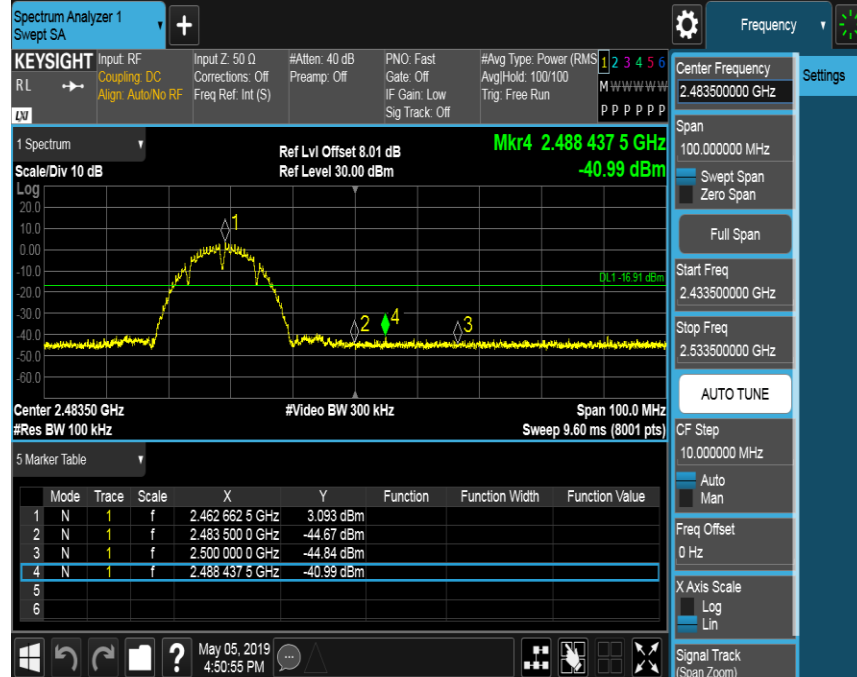 Spectrum Analyzer 1
Swept SA
+
Frequency
KEYSIGHT Input: RF Input Z: 50 Ω #Atten: 40 dB PNO: Fast #Avg Type: Power (RMS 1 2 3 4 5 6
RL Coupling: DC Corrections: Off Preamp: Off Gate: Off Avg|Hold: 100/100 M W W W W W
Align: Auto/No RF Freq Ref: Int (S) IF Gain: Low Trig: Free Run
LXI Sig Track: Off P P P P P P
1 Spectrum
Ref Lvl Offset 8.01 dB Mkr4 2.488 437 5 GHz
Scale/Div 10 dB Ref Level 30.00 dBm -40.99 dBm
Log
20.0
10.0
0.00
-10.0
-20.0
-30.0
-40.0
-50.0
-60.0
1
DL1 -16.91 dBm
2
4
3
Center 2.48350 GHz #Video BW 300 kHz Span 100.0 MHz
#Res BW 100 kHz Sweep 9.60 ms (8001 pts)
5 Marker Table
Mode Trace Scale X Y Function Function Width Function Value
1 N 1 f 2.462 662 5 GHz 3.093 dBm
2 N 1 f 2.483 500 0 GHz -44.67 dBm
3 N 1 f 2.500 000 0 GHz -44.84 dBm
4 N 1 f 2.488 437 5 GHz -40.99 dBm
5
6
?
May 05, 2019
4:50:55 PM
Center Frequency
2.483500000 GHz
Settings
Span
100.000000 MHz
Swept Span
Zero Span
Full Span
Start Freq
2.433500000 GHz
Stop Freq
2.533500000 GHz
AUTO TUNE
CF Step
10.000000 MHz
Auto
Man
Freq Offset
0 Hz
X Axis Scale
Log
Lin
Signal Track
(Span Zoom)